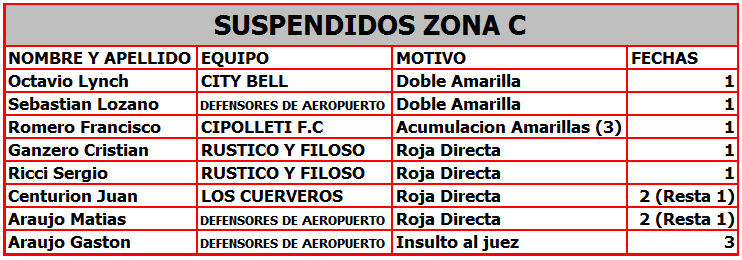 SUSPENDIDOS ZONA C
NOMBRE Y APELLIDO EQUIPO MOTIVO FECHAS
Octavio Lynch CITY BELL Doble Amarilla 1
Sebastian Lozano DEFENSORES DE AEROPUERTO Doble Amarilla 1
Romero Francisco CIPOLLETI F.C Acumulacion Amarillas (3) 1
Ganzero Cristian RUSTICO Y FILOSO Roja Directa 1
Ricci Sergio RUSTICO Y FILOSO Roja Directa 1
Centurion Juan LOS CUERVEROS Roja Directa 2 (Resta 1)
Araujo Matias DEFENSORES DE AEROPUERTO Roja Directa 2 (Resta 1)
Araujo Gaston DEFENSORES DE AEROPUERTO Insulto al juez 3